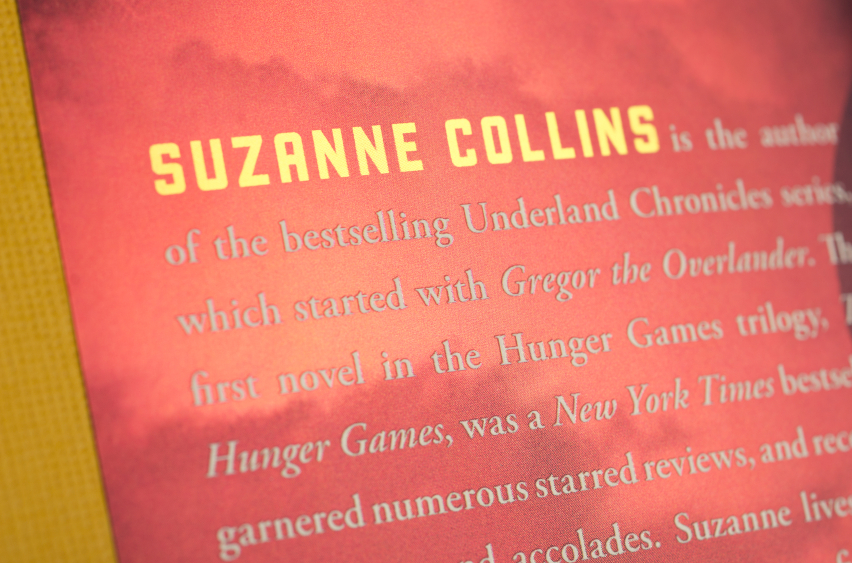 SUZANNE COLLINS is the author
of the bestselling Underland Chronicles series,
which started with Gregor the Overlander.
first novel in the Hunger Games trilogy,
Hunger Games, was a New York Times
garnered numerous starred reviews, and
accolades. Suzanne